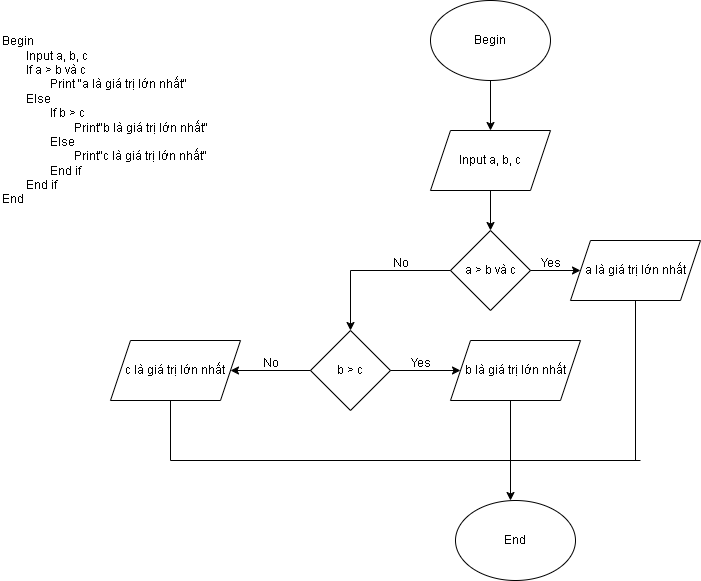 Begin
Input a, b, c
If a > b và c
Print "a là giá trị lớn nhất"
Else
If b > c
Print"b là giá trị lớn nhất"
Else
Print"c là giá trị lớn nhất"
End if
End if
End
Begin
Input a, b, c
a > b và c
No
Yes
a là giá trị lớn nhất
b > c
No
Yes
c là giá trị lớn nhất
b là giá trị lớn nhất
End